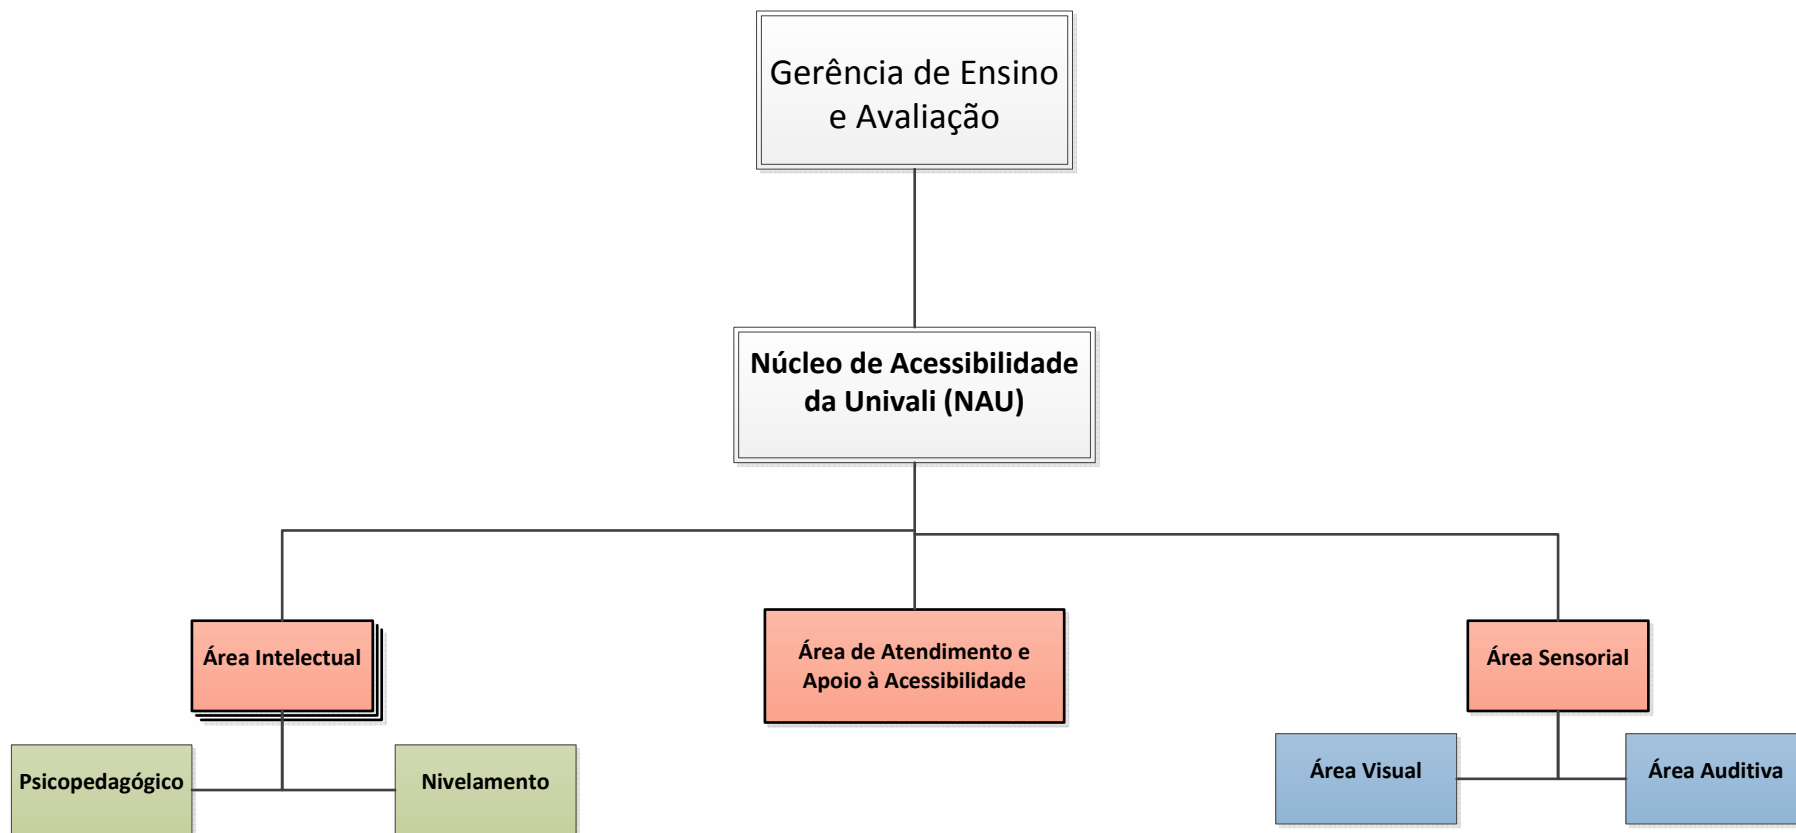 Gerência de Ensino
e Avaliação
Núcleo de Acessibilidade
da Univali (NAU)
Área Intelectual
Área de Atendimento e
Apoio à Acessibilidade
Área Sensorial
Psicopedagógico
Nivelamento
Área Visual
Área Auditiva